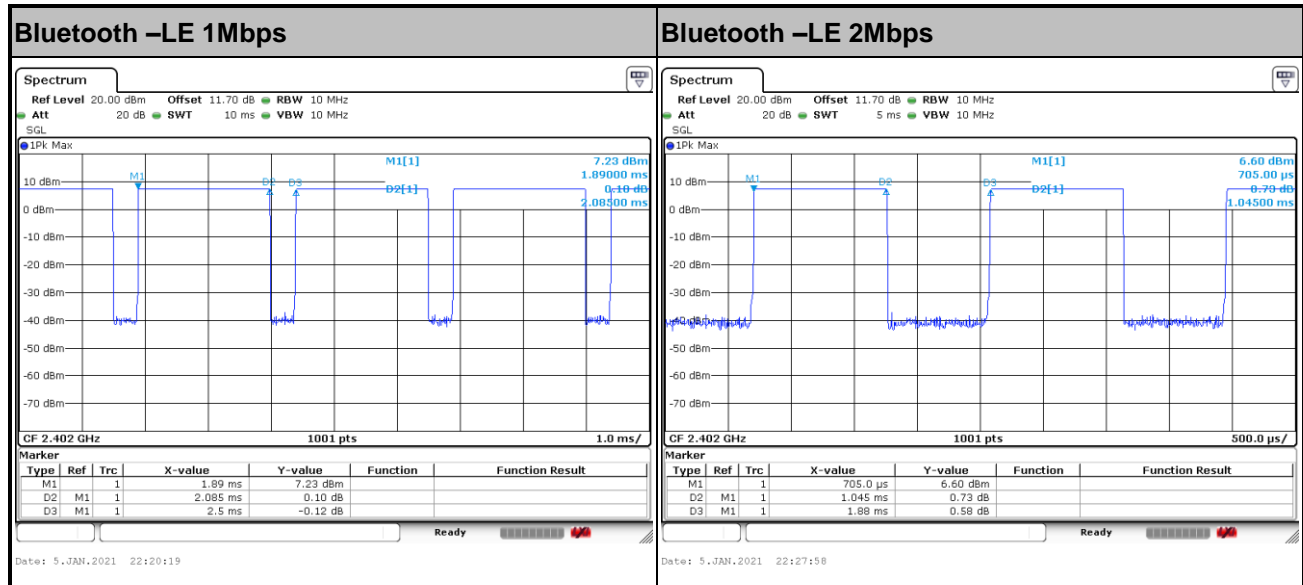 Bluetooth –LE 1Mbps
Spectrum
Ref Level 20.00 dBm Offset 11.70 dB RBW 10 MHz
Att 20 dB SWT 10 ms VBW 10 MHz
SGL
1Pk Max
M1[1] 7.23 dBm
1.89000 ms
D2[1] 0.10 dB
2.08500 ms
M1
D2 D3
10 dBm
0 dBm
-10 dBm
-20 dBm
-30 dBm
-40 dBm
-50 dBm
-60 dBm
-70 dBm
CF 2.402 GHz 1001 pts 1.0 ms/
Marker
Type Ref Trc X-value Y-value Function Function Result
M1 1 1.89 ms 7.23 dBm
D2 M1 1 2.085 ms 0.10 dB
D3 M1 1 2.5 ms -0.12 dB
Ready
Date: 5.JAN.2021 22:20:19
Bluetooth –LE 2Mbps
Spectrum
Ref Level 20.00 dBm Offset 11.70 dB RBW 10 MHz
Att 20 dB SWT 5 ms VBW 10 MHz
SGL
1Pk Max
M1[1] 6.60 dBm
705.00 µs
D2[1] 0.73 dB
1.04500 ms
M1 D2 D3
10 dBm
0 dBm
-10 dBm
-20 dBm
-30 dBm
-40 dBm
-50 dBm
-60 dBm
-70 dBm
CF 2.402 GHz 1001 pts 500.0 µs/
Marker
Type Ref Trc X-value Y-value Function Function Result
M1 1 705.0 µs 6.60 dBm
D2 M1 1 1.045 ms 0.73 dB
D3 M1 1 1.88 ms 0.58 dB
Ready
Date: 5.JAN.2021 22:27:58